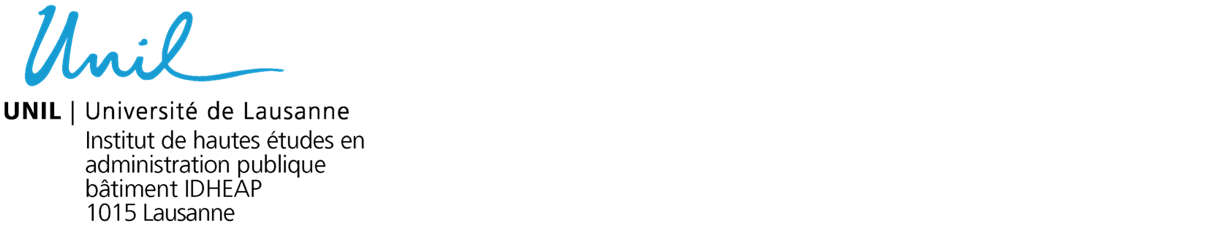 Unil
UNIL | Université de Lausanne
Institut de hautes études en
administration publique
bâtiment IDHEAP
1015 Lausanne